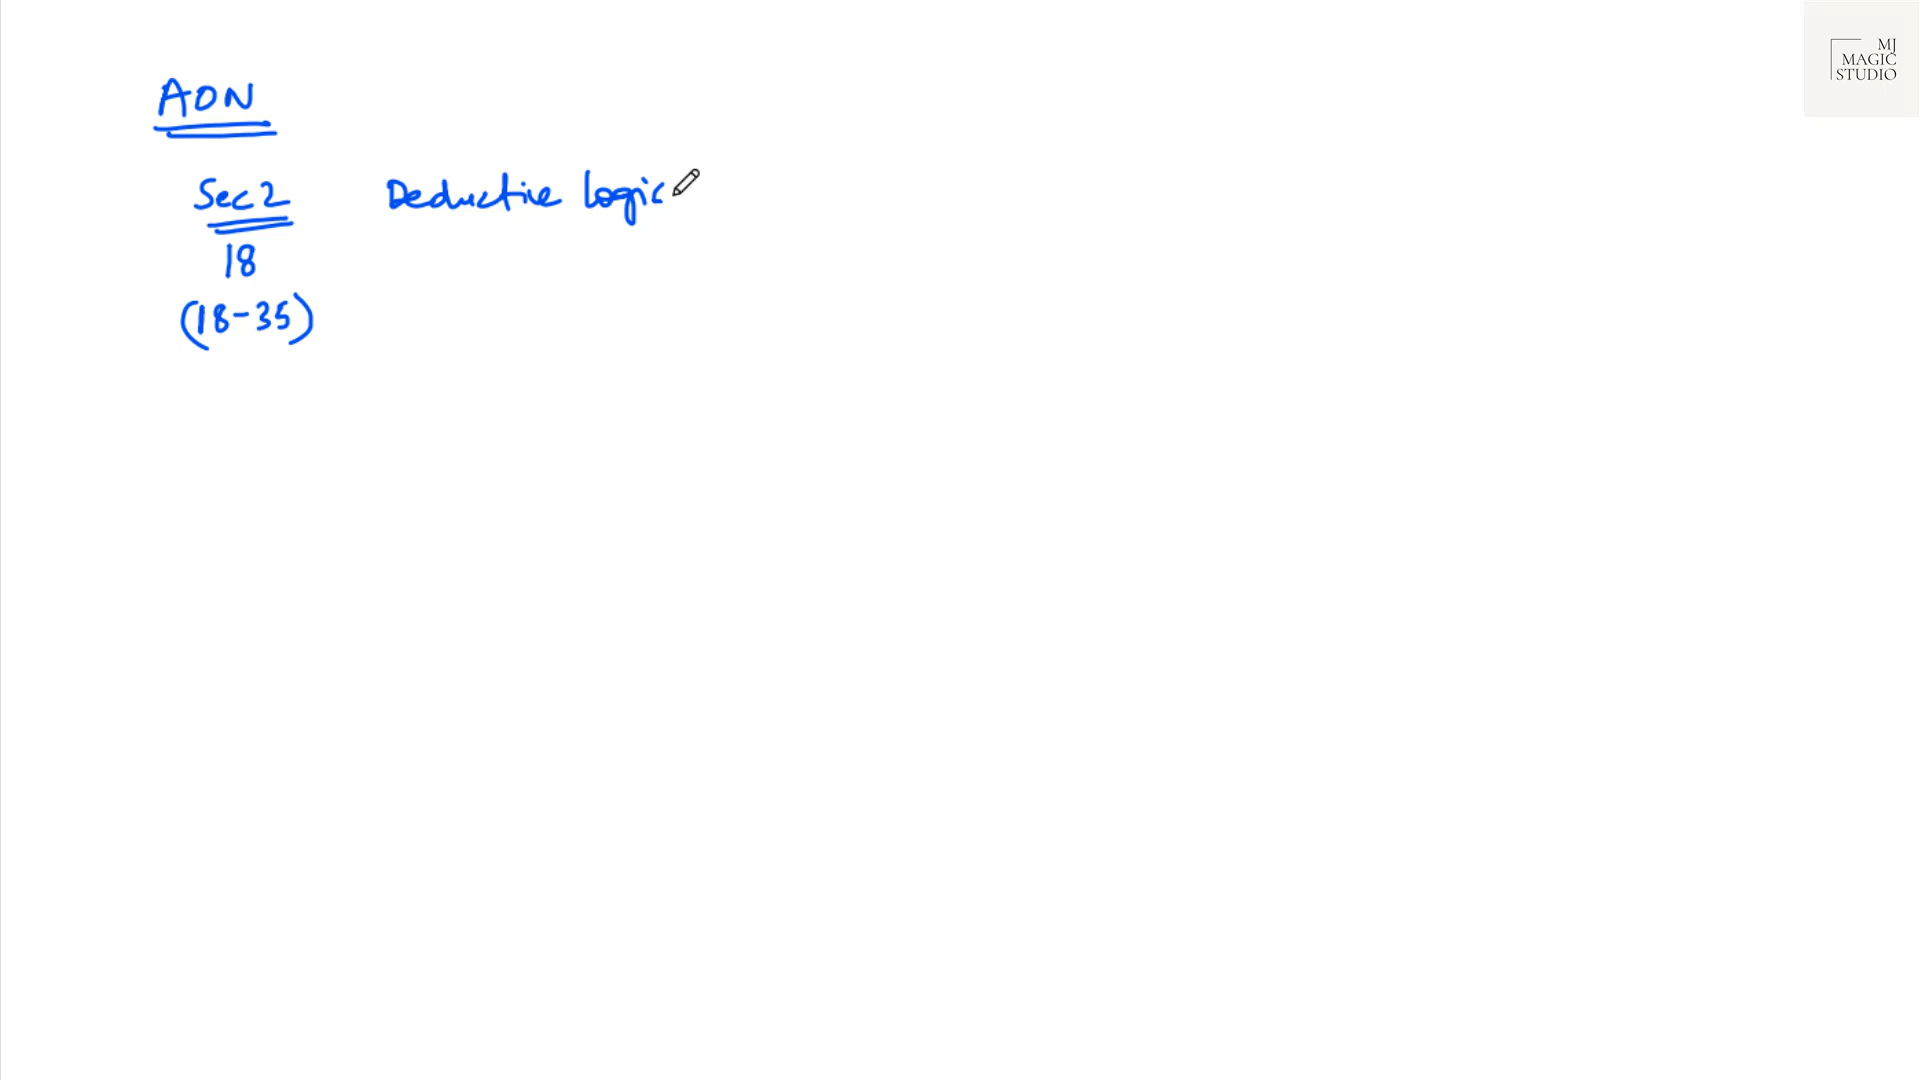 MJ
MAGIC
STUDIO
AON
Sec 2 Deductive Logic
18
(18-35)